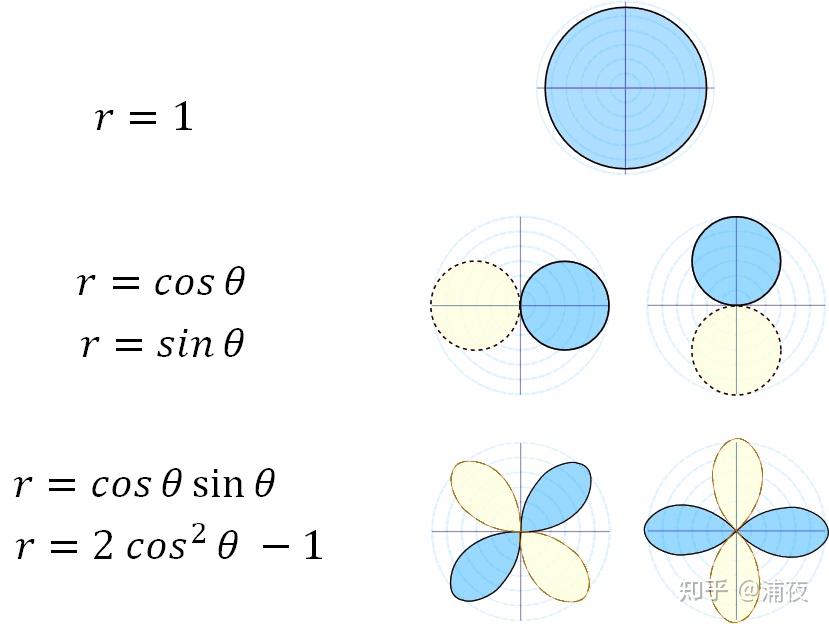 r = 1
r = cos θ
r = sin θ
r = cos θ sin θ
r = 2 cos² θ − 1
知乎 @浦夜